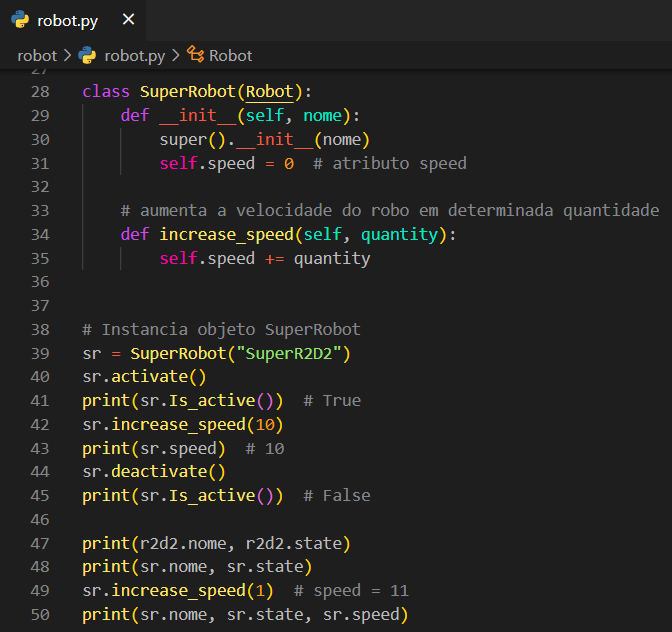 robot.py ×
robot > robot.py > Robot
27
28 class SuperRobot(Robot):
29     def __init__(self, nome):
30         super().__init__(nome)
31         self.speed = 0  # atributo speed
32
33     # aumenta a velocidade do robo em determinada quantidade
34     def increase_speed(self, quantity):
35         self.speed += quantity
36
37
38 # Instancia objeto SuperRobot
39 sr = SuperRobot("SuperR2D2")
40 sr.activate()
41 print(sr.Is_active())  # True
42 sr.increase_speed(10)
43 print(sr.speed)  # 10
44 sr.deactivate()
45 print(sr.Is_active())  # False
46
47 print(r2d2.nome, r2d2.state)
48 print(sr.nome, sr.state)
49 sr.increase_speed(1)  # speed = 11
50 print(sr.nome, sr.state, sr.speed)